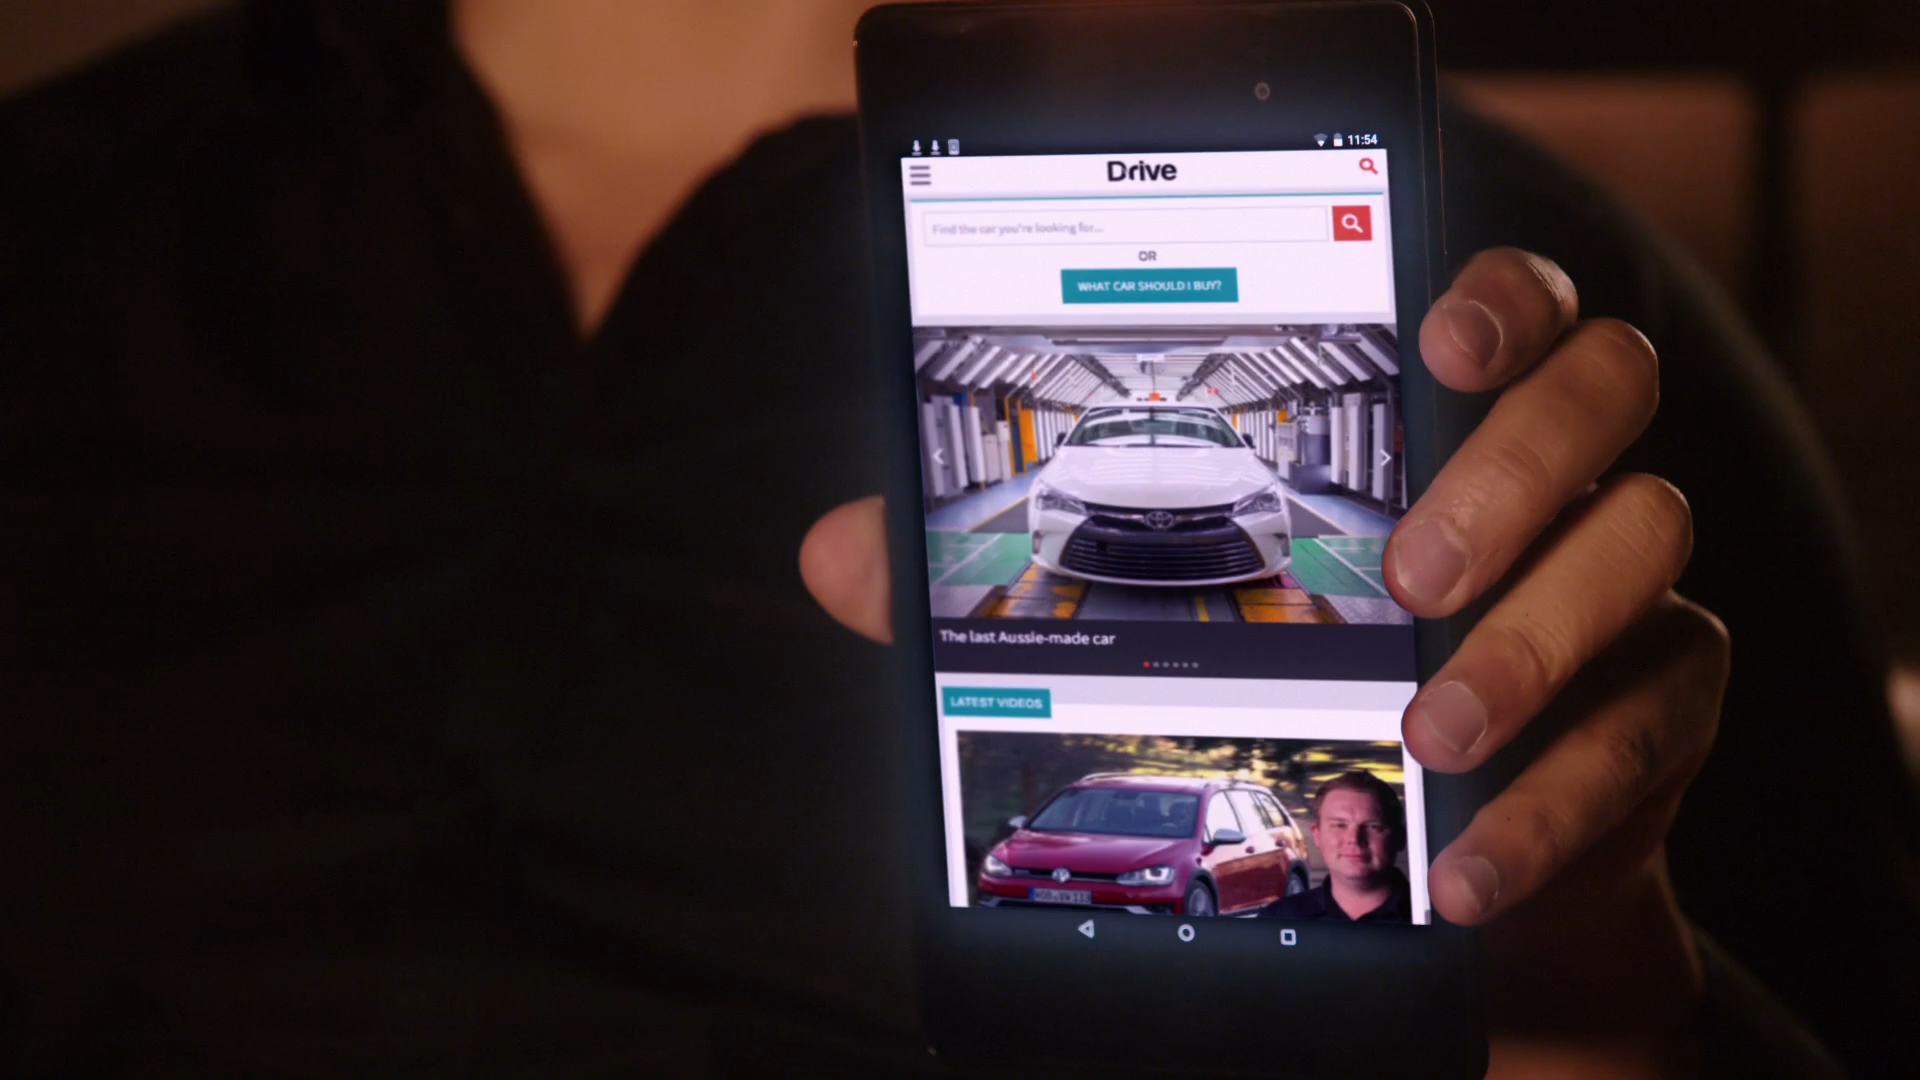 11:54
Drive
Find the car you're looking for...
OR
WHAT CAR SHOULD I BUY?
The last Aussie-made car
LATEST VIDEOS